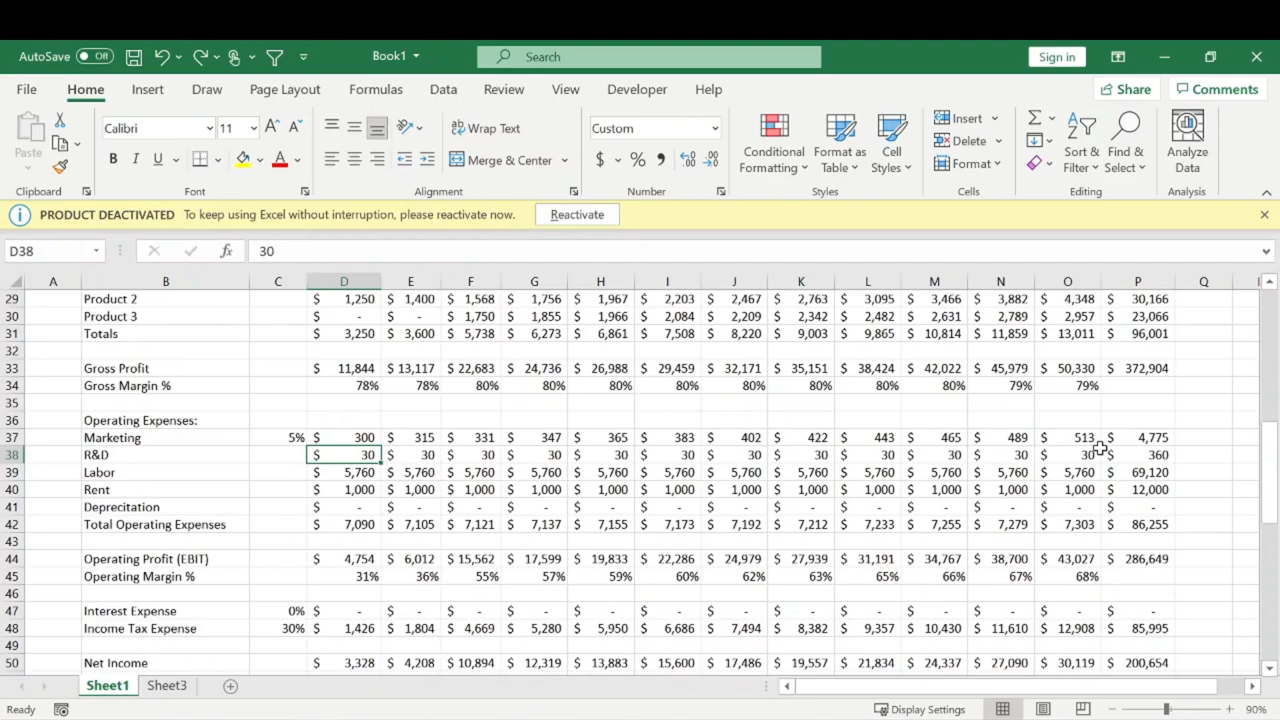 AutoSave Off Book1 Search Sign in
File Home Insert Draw Page Layout Formulas Data Review View Developer Help Share Comments
Paste Calibri 11 Wrap Text Custom Conditional Formatting Format as Table Cell Styles Insert Sort & Filter Find & Select Analyze Data
B I U A Merge & Center $ % Delete
Format
Clipboard Font Alignment Number Styles Cells Editing Analysis
PRODUCT DEACTIVATED To keep using Excel without interruption, please reactivate now. Reactivate
D38 fx 30
A B C D E F G H I J K L M N O P Q
29 Product 2 $ 1,250 $ 1,400 $ 1,568 $ 1,756 $ 1,967 $ 2,203 $ 2,467 $ 2,763 $ 3,095 $ 3,466 $ 3,882 $ 4,348 $ 30,166
30 Product 3 $ - $ - $ 1,750 $ 1,855 $ 1,966 $ 2,084 $ 2,209 $ 2,342 $ 2,482 $ 2,631 $ 2,789 $ 2,957 $ 23,066
31 Totals $ 3,250 $ 3,600 $ 5,738 $ 6,273 $ 6,861 $ 7,508 $ 8,220 $ 9,003 $ 9,865 $ 10,814 $ 11,859 $ 13,011 $ 96,001
32
33 Gross Profit $ 11,844 $ 13,117 $ 22,683 $ 24,736 $ 26,988 $ 29,459 $ 32,171 $ 35,151 $ 38,424 $ 42,022 $ 45,979 $ 50,330 $ 372,904
34 Gross Margin % 78% 78% 80% 80% 80% 80% 80% 80% 80% 80% 79% 79%
35
36 Operating Expenses:
37 Marketing 5% $ 300 $ 315 $ 331 $ 347 $ 365 $ 383 $ 402 $ 422 $ 443 $ 465 $ 489 $ 513 $ 4,775
38 R&D $ 30 $ 30 $ 30 $ 30 $ 30 $ 30 $ 30 $ 30 $ 30 $ 30 $ 30 $ 30 $ 360
39 Labor $ 5,760 $ 5,760 $ 5,760 $ 5,760 $ 5,760 $ 5,760 $ 5,760 $ 5,760 $ 5,760 $ 5,760 $ 5,760 $ 5,760 $ 69,120
40 Rent $ 1,000 $ 1,000 $ 1,000 $ 1,000 $ 1,000 $ 1,000 $ 1,000 $ 1,000 $ 1,000 $ 1,000 $ 1,000 $ 1,000 $ 12,000
41 Deprecitation $ - $ - $ - $ - $ - $ - $ - $ - $ - $ - $ - $ - $ -
42 Total Operating Expenses $ 7,090 $ 7,105 $ 7,121 $ 7,137 $ 7,155 $ 7,173 $ 7,192 $ 7,212 $ 7,233 $ 7,255 $ 7,279 $ 7,303 $ 86,255
43
44 Operating Profit (EBIT) $ 4,754 $ 6,012 $ 15,562 $ 17,599 $ 19,833 $ 22,286 $ 24,979 $ 27,939 $ 31,191 $ 34,767 $ 38,700 $ 43,027 $ 286,649
45 Operating Margin % 31% 36% 55% 57% 59% 60% 62% 63% 65% 66% 67% 68%
46
47 Interest Expense 0% $ - $ - $ - $ - $ - $ - $ - $ - $ - $ - $ - $ - $ -
48 Income Tax Expense 30% $ 1,426 $ 1,804 $ 4,669 $ 5,280 $ 5,950 $ 6,686 $ 7,494 $ 8,382 $ 9,357 $ 10,430 $ 11,610 $ 12,908 $ 85,995
49
50 Net Income $ 3,328 $ 4,208 $ 10,894 $ 12,319 $ 13,883 $ 15,600 $ 17,486 $ 19,557 $ 21,834 $ 24,337 $ 27,090 $ 30,119 $ 200,654
Sheet1 Sheet3
Ready Display Settings 90%